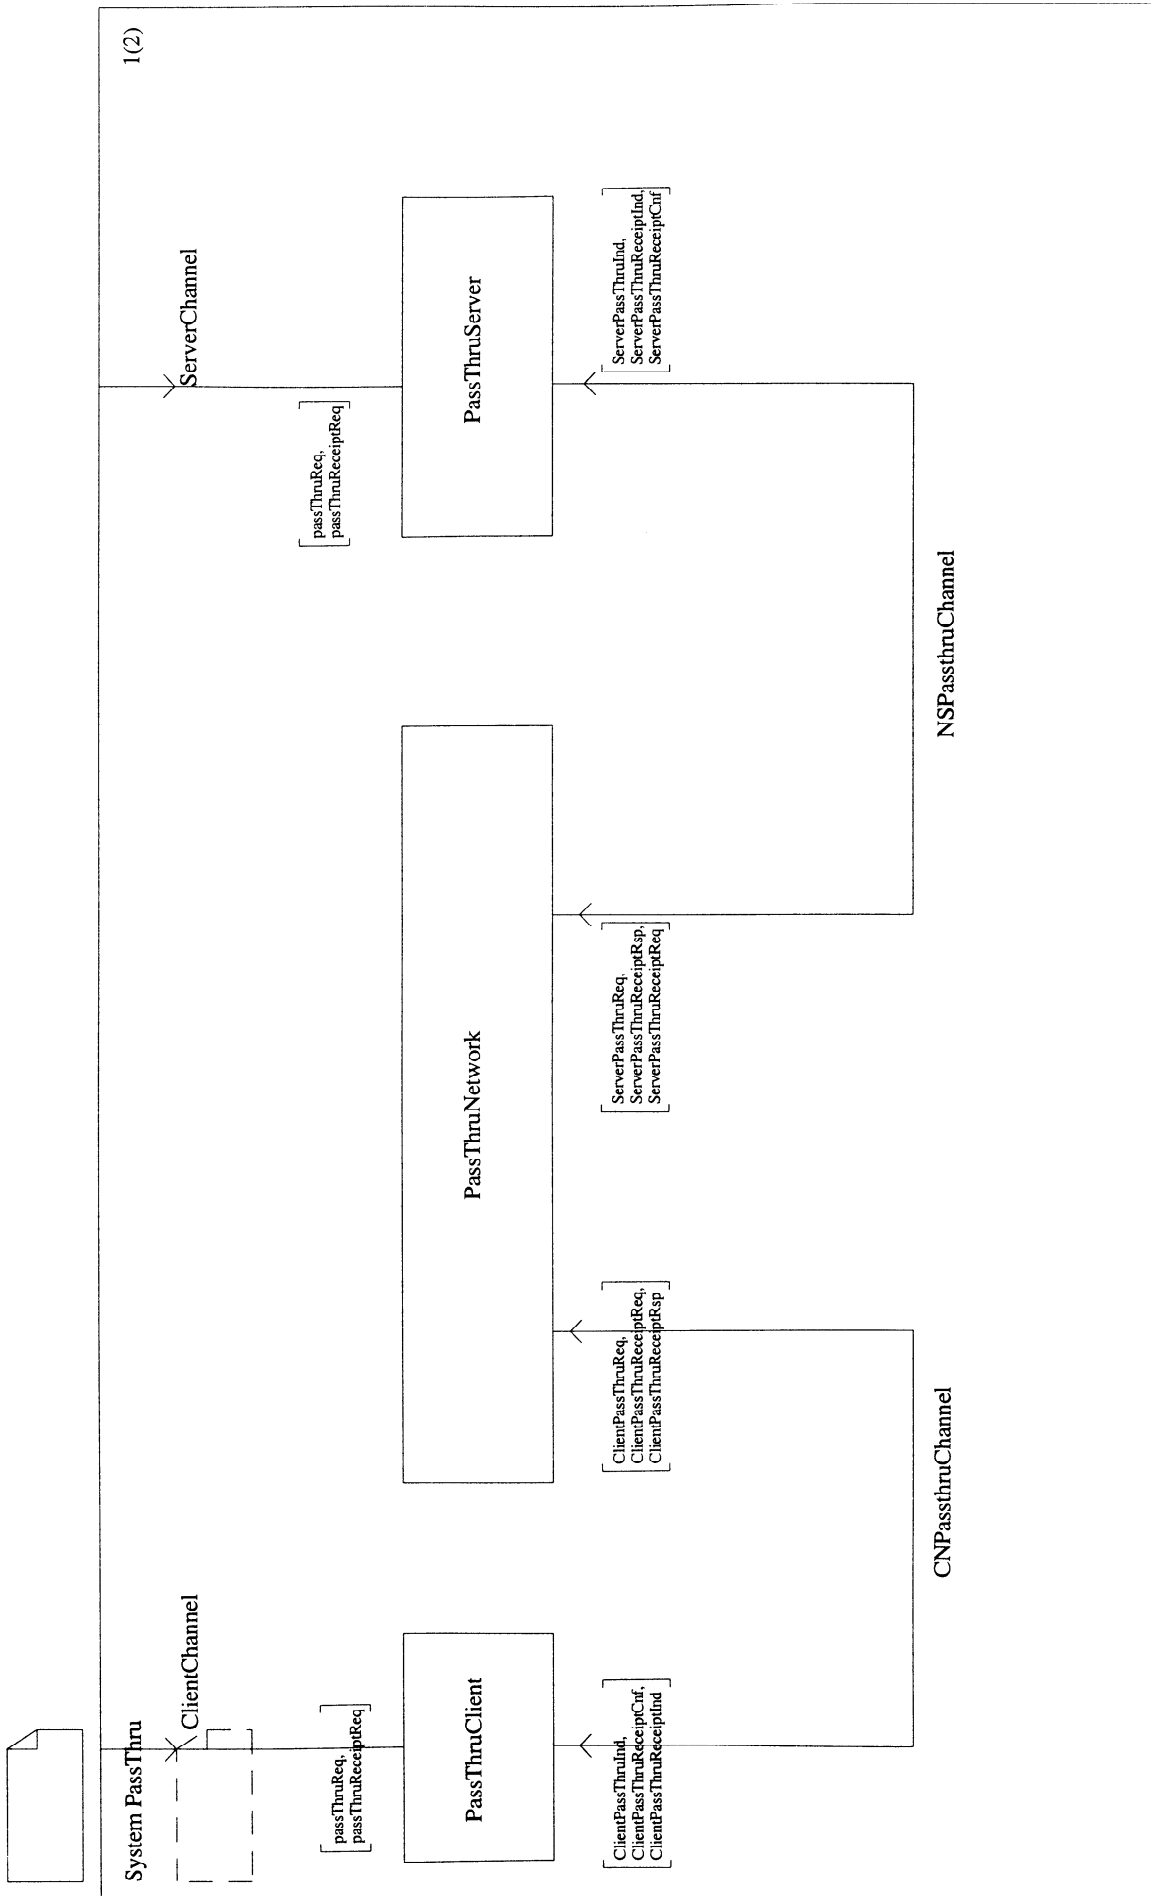 System PassThru
1(2)
ClientChannel
ServerChannel
passThruReq,
passThruReceiptReq
passThruReq,
passThruReceiptReq
PassThruClient
PassThruNetwork
PassThruServer
ClientPassThruInd,
ClientPassThruReceiptCnf,
ClientPassThruReceiptInd
ClientPassThruReq,
ClientPassThruReceiptReq,
ClientPassThruReceiptRsp
ServerPassThruReq,
ServerPassThruReceiptRsp,
ServerPassThruReceiptReq
ServerPassThruInd,
ServerPassThruReceiptInd,
ServerPassThruReceiptCnf
CNPassthruChannel
NSPassthruChannel